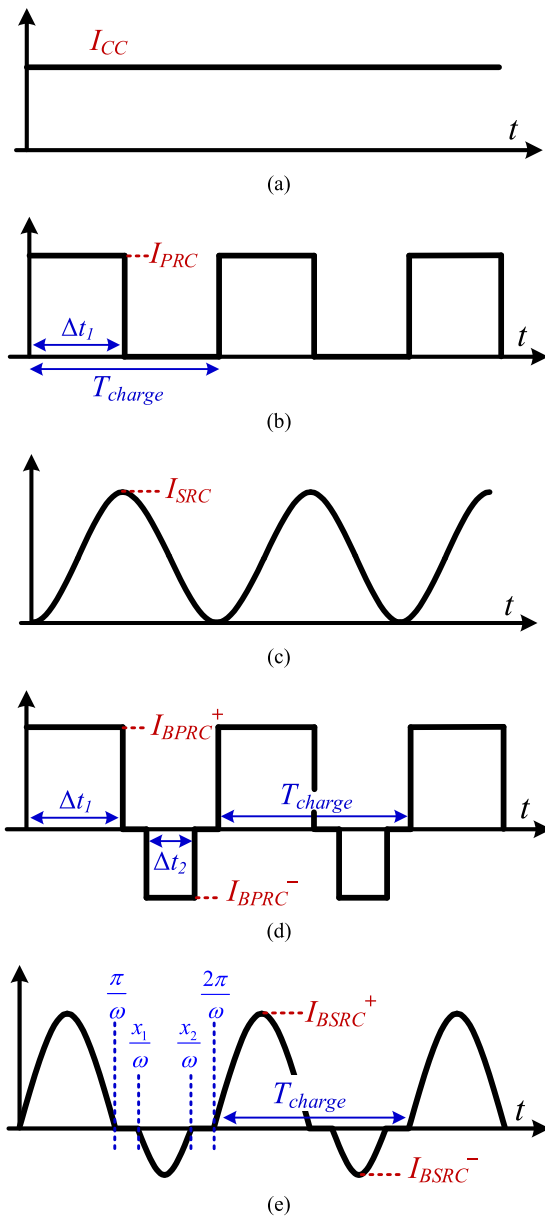 I_CC
t
(a)
I_PRC
Δt_1
t
T_charge
(b)
I_SRC
t
(c)
I_BPRC^+
Δt_1
T_charge
t
Δt_2
I_BPRC^−
(d)
π/ω
x_1/ω
x_2/ω
2π/ω
I_BSRC^+
T_charge
t
I_BSRC^−
(e)